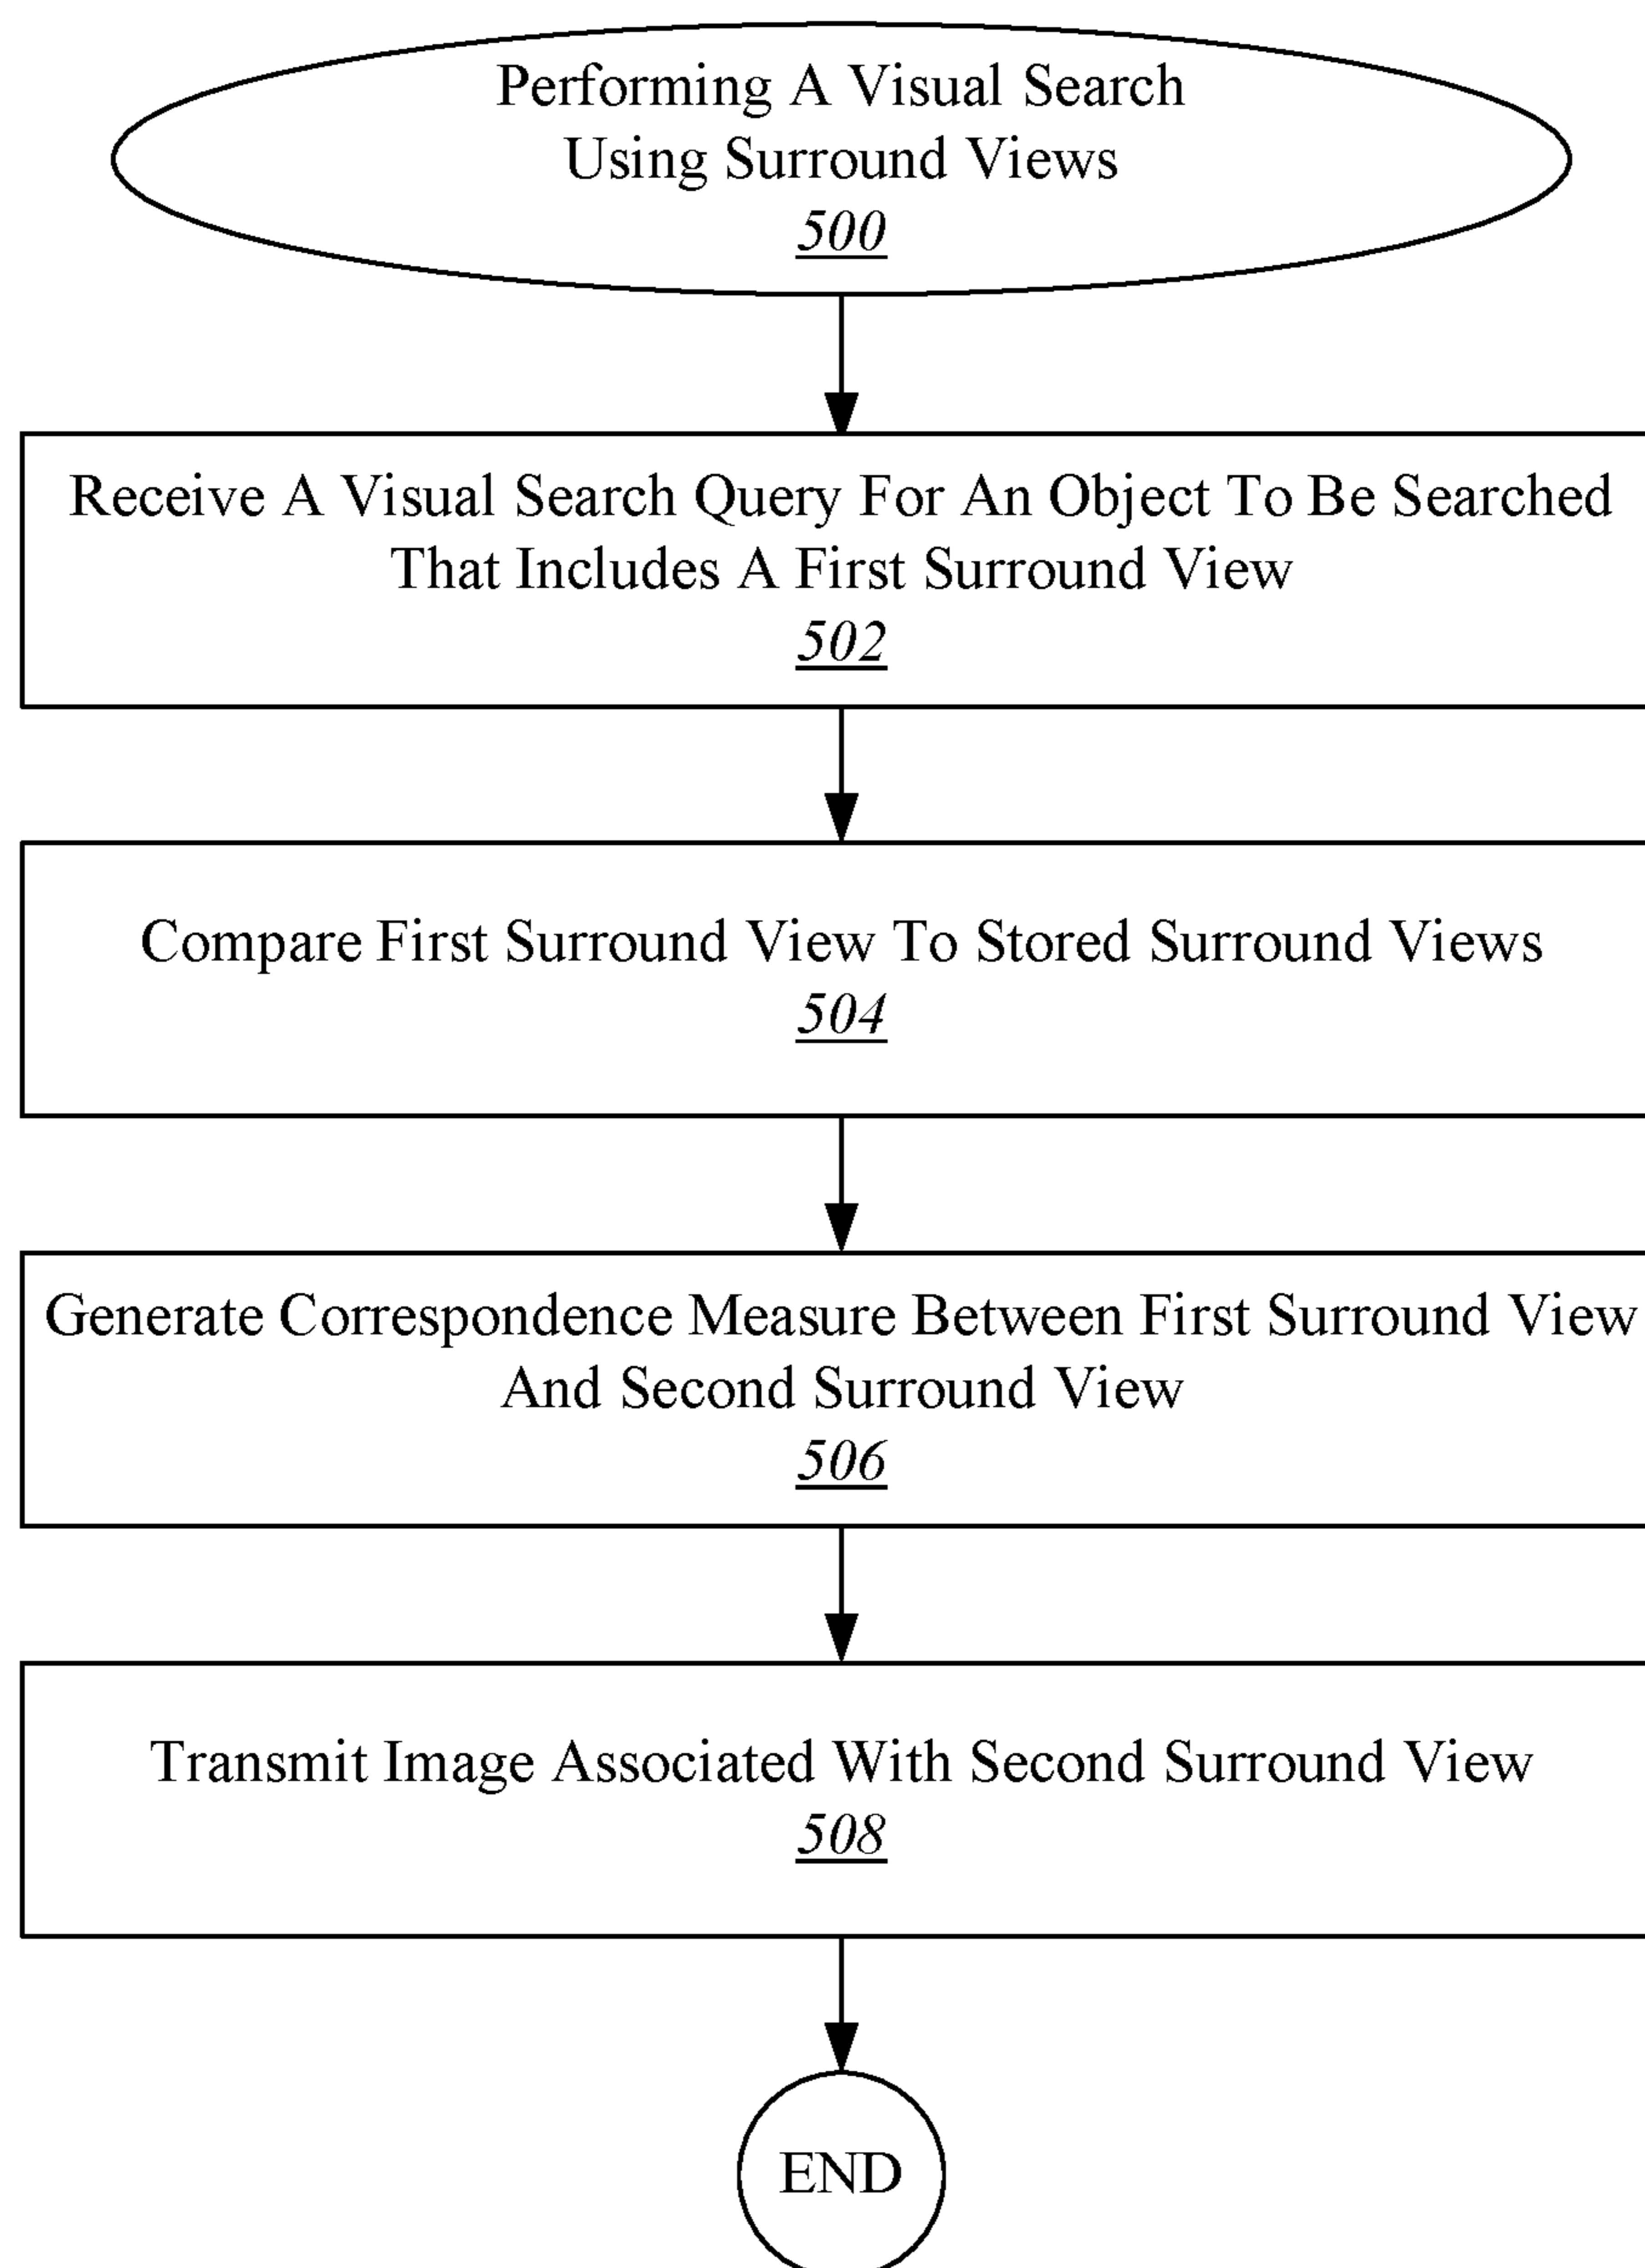 Performing A Visual Search
Using Surround Views
500
Receive A Visual Search Query For An Object To Be Searched
That Includes A First Surround View
502
Compare First Surround View To Stored Surround Views
504
Generate Correspondence Measure Between First Surround View
And Second Surround View
506
Transmit Image Associated With Second Surround View
508
END